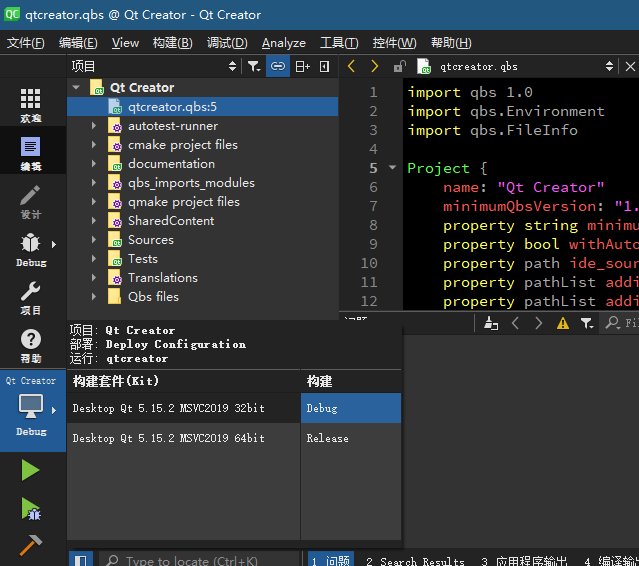 qtcreator.qbs @ Qt Creator - Qt Creator
文件(F) 编辑(E) View 构建(B) 调试(D) Analyze 工具(T) 控件(W) 帮助(H)
项目 qtcreator.qbs
欢迎
编辑
设计
Debug
项目
帮助
Qt Creator
Debug
Qt Creator
qtcreator.qbs:5
autotest-runner
cmake project files
documentation
qbs_imports_modules
qmake project files
SharedContent
Sources
Tests
Translations
Qbs files
1 import qbs 1.0
2 import qbs.Environment
3 import qbs.FileInfo
4
5 Project {
6 name: "Qt Creator"
7 minimumQbsVersion: "1.
8 property string minimu
9 property bool withAuto
10 property path ide_sour
11 property pathList addi
12 property pathList addi
项目: Qt Creator
部署: Deploy Configuration
运行: qtcreator
构建套件(Kit) 构建
Desktop Qt 5.15.2 MSVC2019 32bit Debug
Desktop Qt 5.15.2 MSVC2019 64bit Release
Type to locate (Ctrl+K) 1 问题 2 Search Results 3 应用程序输出 4 编译输